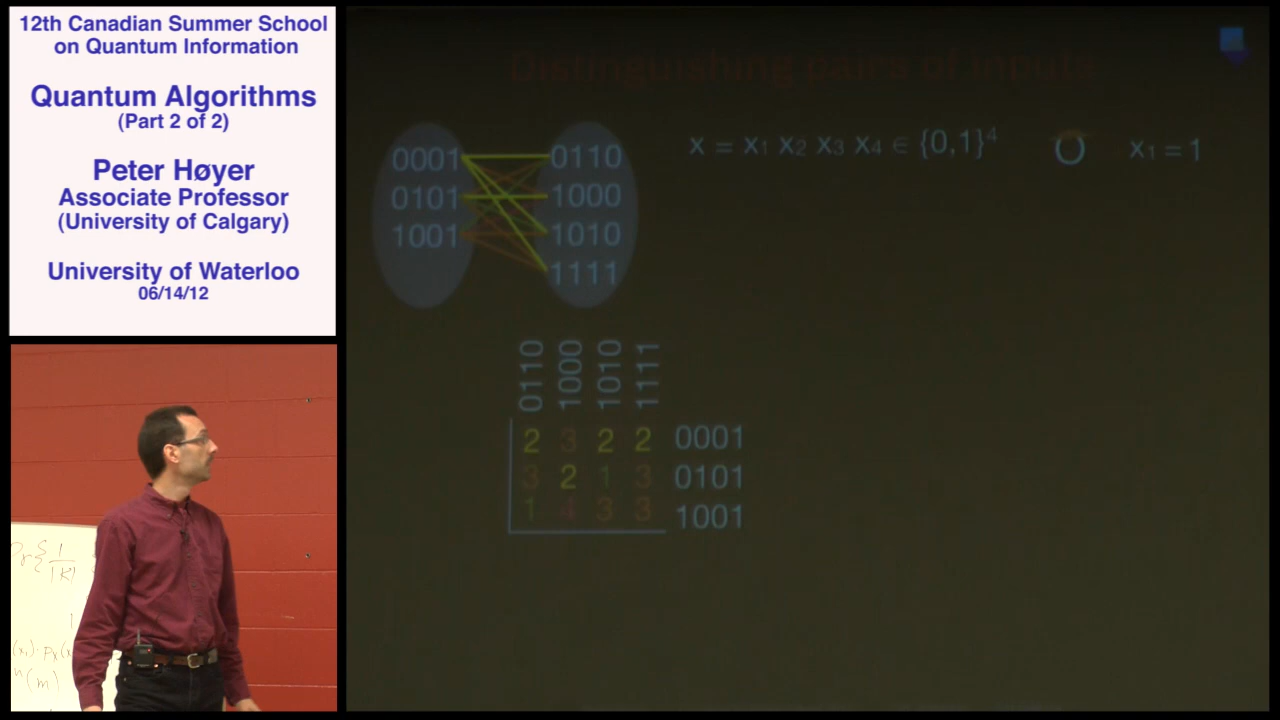 12th Canadian Summer School
on Quantum Information
Quantum Algorithms
(Part 2 of 2)
Peter Høyer
Associate Professor
(University of Calgary)
University of Waterloo
06/14/12
Distinguishing pairs of inputs
x = x₁ x₂ x₃ x₄ ∈ {0,1}⁴
x₁ = 1
0001 0110
0101 1000
1001 1010
1111
0110 1000 1010 1111
2 3 2 2 0001
3 2 1 3 0101
1 4 3 3 1001
Pr{ 1
|K|
(m)